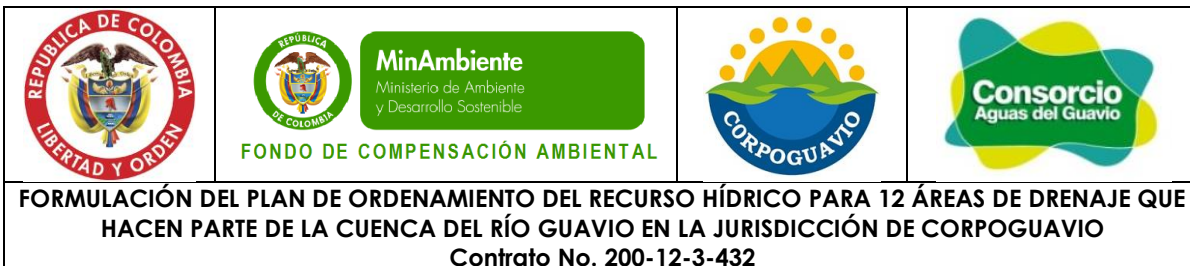 REPUBLICA DE COLOMBIA
LIBERTAD Y ORDEN
REPÚBLICA
DE COLOMBIA
MinAmbiente
Ministerio de Ambiente
y Desarrollo Sostenible
FONDO DE COMPENSACIÓN AMBIENTAL
CORPOGUAVIO
Consorcio
Aguas del Guavio
FORMULACIÓN DEL PLAN DE ORDENAMIENTO DEL RECURSO HÍDRICO PARA 12 ÁREAS DE DRENAJE QUE
HACEN PARTE DE LA CUENCA DEL RÍO GUAVIO EN LA JURISDICCIÓN DE CORPOGUAVIO
Contrato No. 200-12-3-432